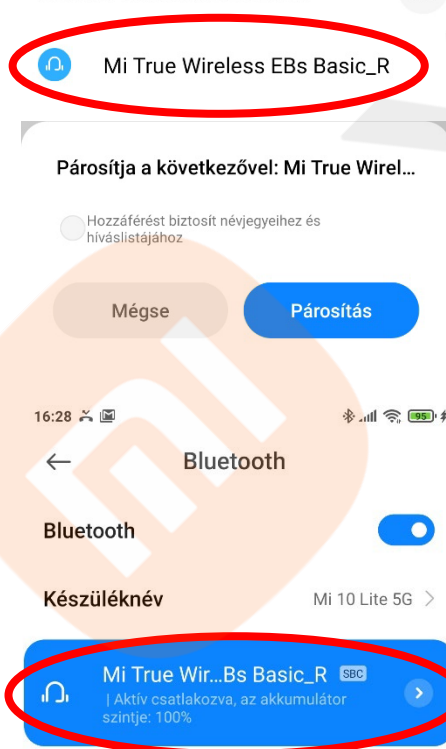 Mi True Wireless EBs Basic_R
Párosítja a következővel: Mi True Wirel...
Hozzáférést biztosít névjegyeihez és
híváslistájához
Mégse Párosítás
16:28 95
Bluetooth
Bluetooth
Készüléknév Mi 10 Lite 5G
Mi True Wir...Bs Basic_R SBC
| Aktív csatlakozva, az akkumulátor
szintje: 100%